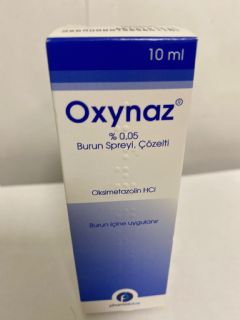 10 ml
Oxynaz®
% 0,05
Burun Spreyi, Çözelti
Oksimetazolin HCl
Burun içine uygulanır